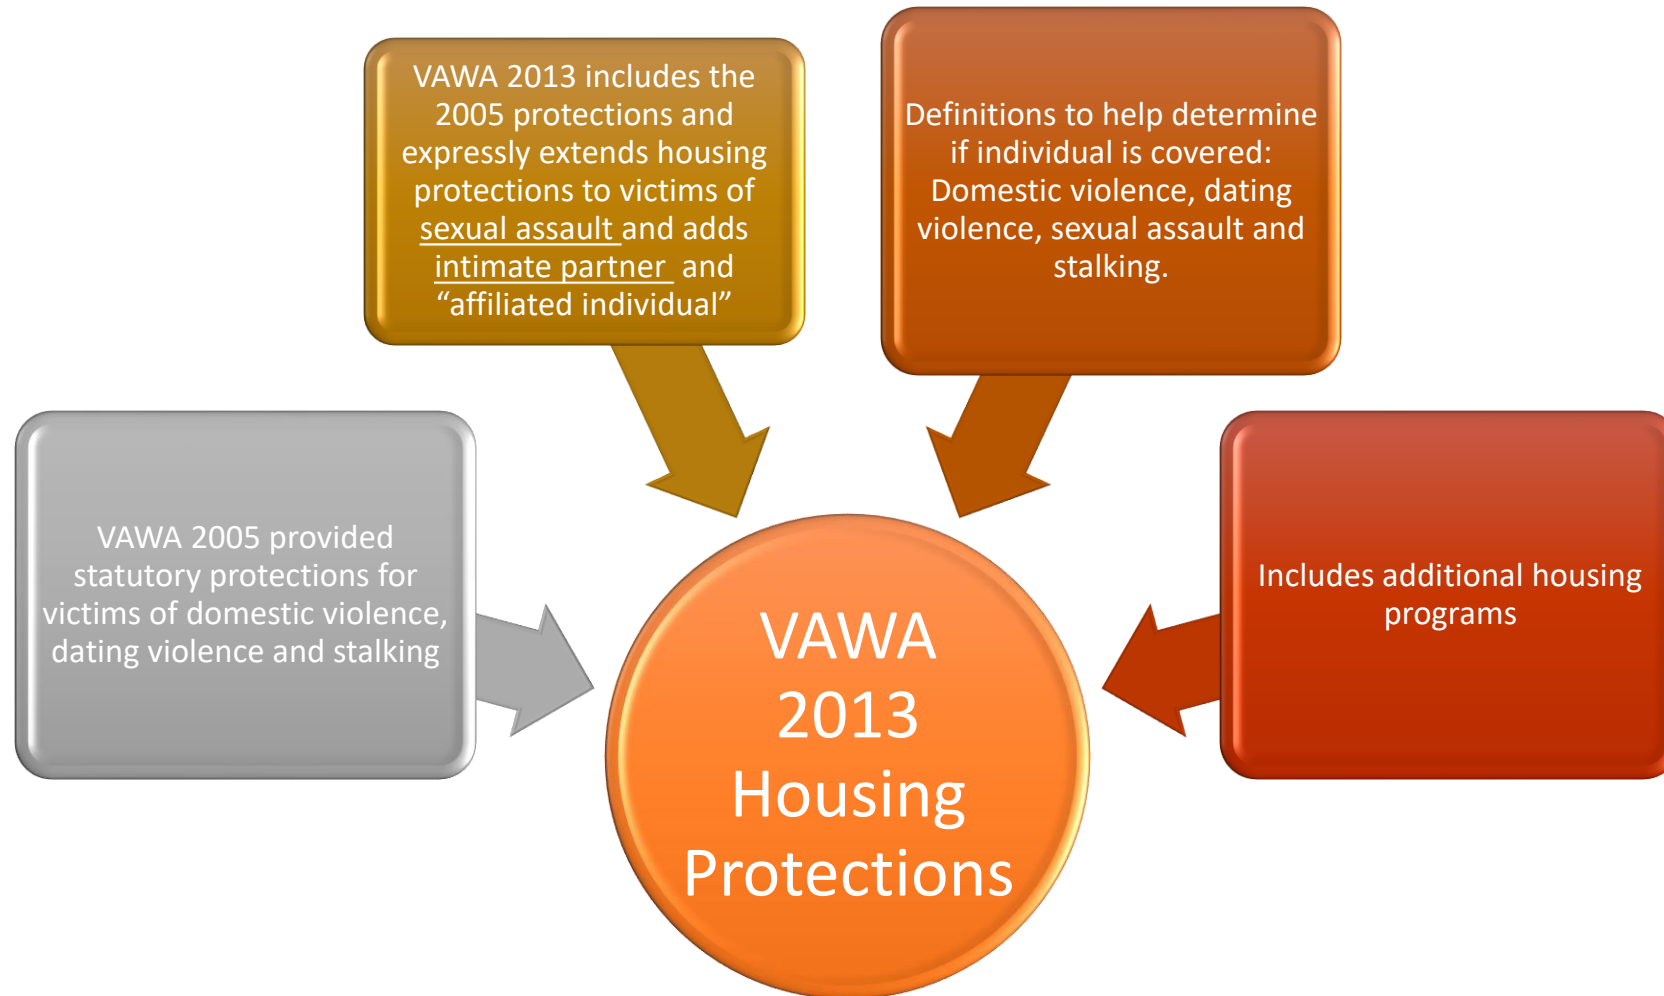 VAWA 2005 provided
statutory protections for
victims of domestic violence,
dating violence and stalking
VAWA 2013 includes the
2005 protections and
expressly extends housing
protections to victims of
sexual assault and adds
intimate partner and
“affiliated individual”
Definitions to help determine
if individual is covered:
Domestic violence, dating
violence, sexual assault and
stalking.
Includes additional housing
programs
VAWA
2013
Housing
Protections